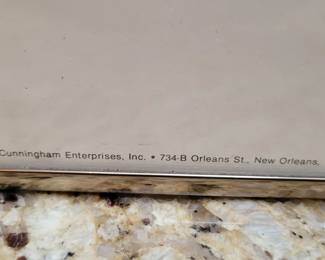 Cunningham Enterprises, Inc. • 734-B Orleans St., New Orleans,